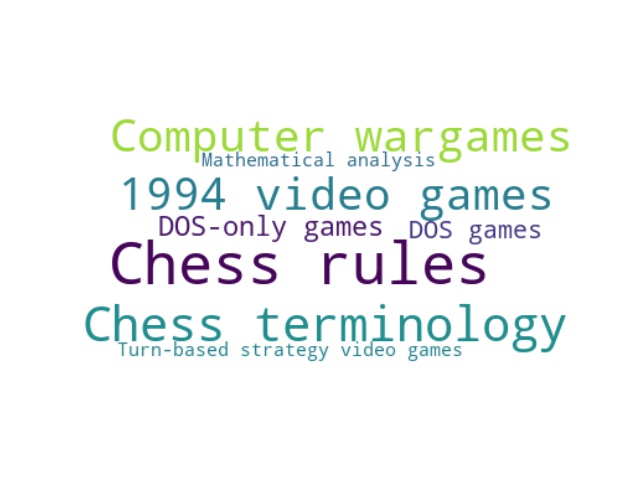 Computer wargames
Mathematical analysis
1994 video games
DOS-only games
DOS games
Chess rules
Chess terminology
Turn-based strategy video games